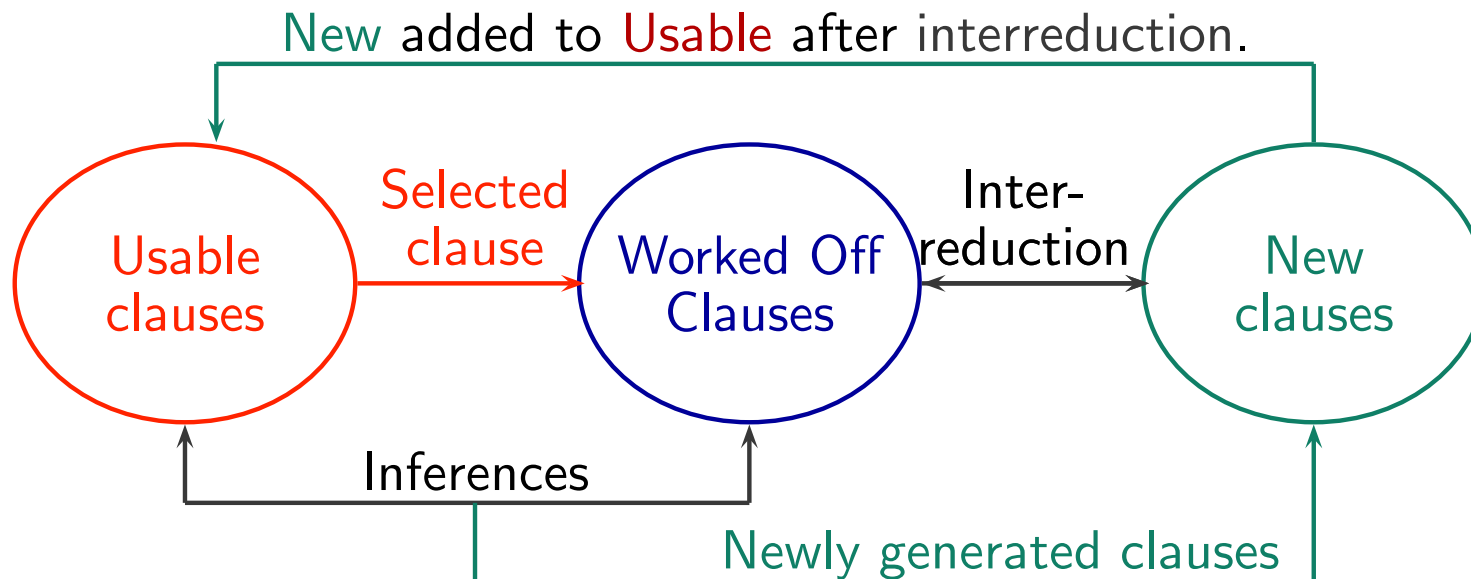 New added to Usable after interreduction.
Selected
clause
Inter-
reduction
Usable
clauses
Worked Off
Clauses
New
clauses
Inferences
Newly generated clauses